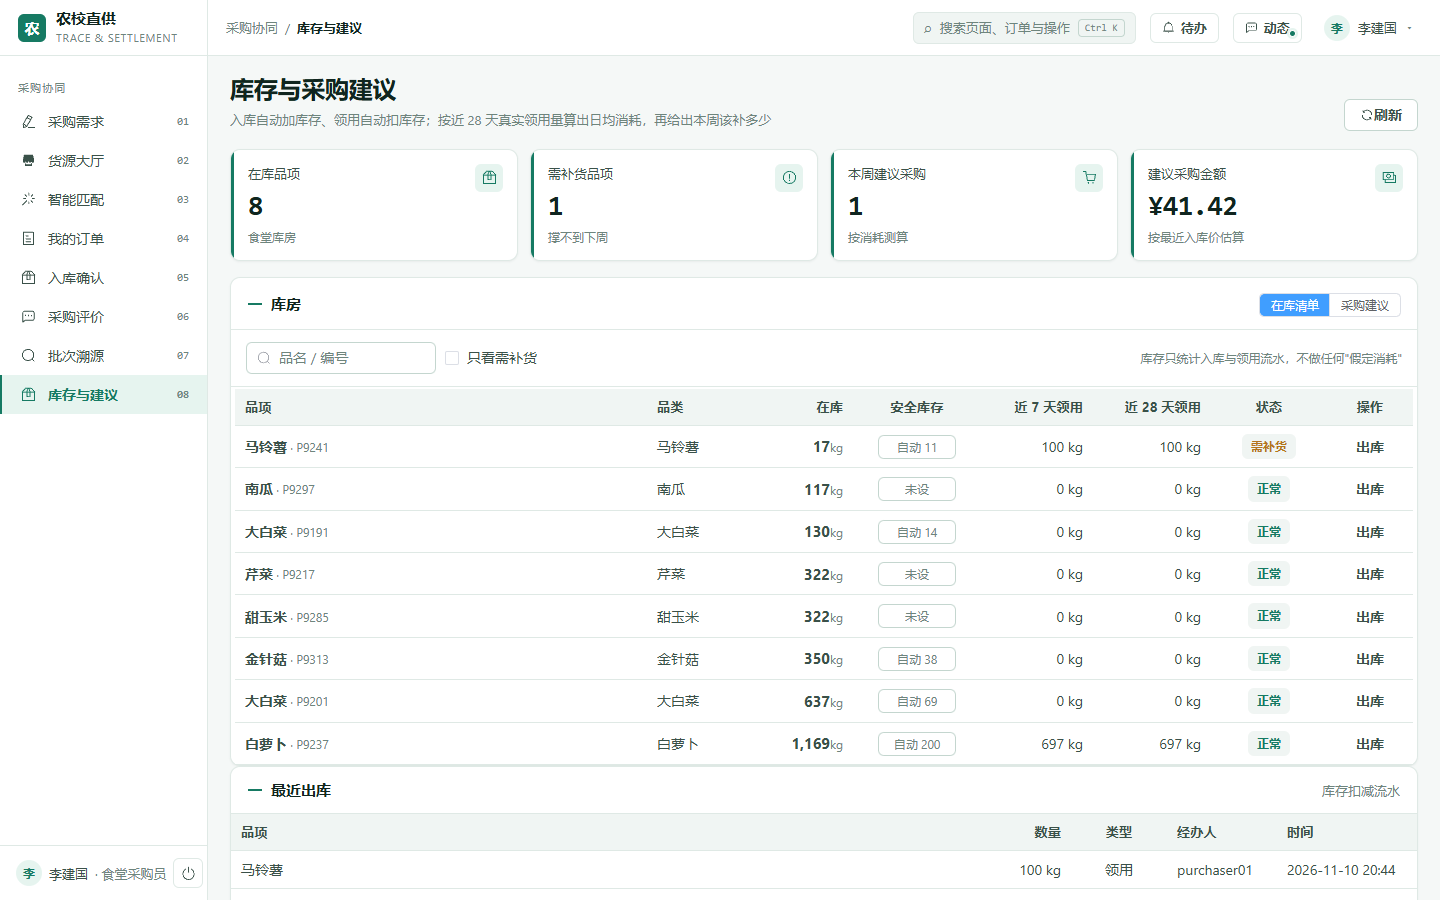 农 农校直供
TRACE & SETTLEMENT
采购协同 / 库存与建议
搜索页面、订单与操作 Ctrl K
待办
动态
李 李建国
采购协同
采购需求 01
货源大厅 02
智能匹配 03
我的订单 04
入库确认 05
采购评价 06
批次溯源 07
库存与建议 08
李 李建国 · 食堂采购员
库存与采购建议
入库自动加库存、领用自动扣库存；按近 28 天真实领用量算出日均消耗，再给出本周该补多少
刷新
在库品项
8
食堂库房
需补货品项
1
撑不到下周
本周建议采购
1
按消耗测算
建议采购金额
¥41.42
按最近入库价估算
库房
在库清单 采购建议
品名 / 编号
只看需补货
库存只统计入库与领用流水，不做任何"假定消耗"
品项 品类 在库 安全库存 近 7 天领用 近 28 天领用 状态 操作
马铃薯 · P9241 马铃薯 17kg 自动 11 100 kg 100 kg 需补货 出库
南瓜 · P9297 南瓜 117kg 未设 0 kg 0 kg 正常 出库
大白菜 · P9191 大白菜 130kg 自动 14 0 kg 0 kg 正常 出库
芹菜 · P9217 芹菜 322kg 未设 0 kg 0 kg 正常 出库
甜玉米 · P9285 甜玉米 322kg 未设 0 kg 0 kg 正常 出库
金针菇 · P9313 金针菇 350kg 自动 38 0 kg 0 kg 正常 出库
大白菜 · P9201 大白菜 637kg 自动 69 0 kg 0 kg 正常 出库
白萝卜 · P9237 白萝卜 1,169kg 自动 200 697 kg 697 kg 正常 出库
最近出库
库存扣减流水
品项 数量 类型 经办人 时间
马铃薯 100 kg 领用 purchaser01 2026-11-10 20:44